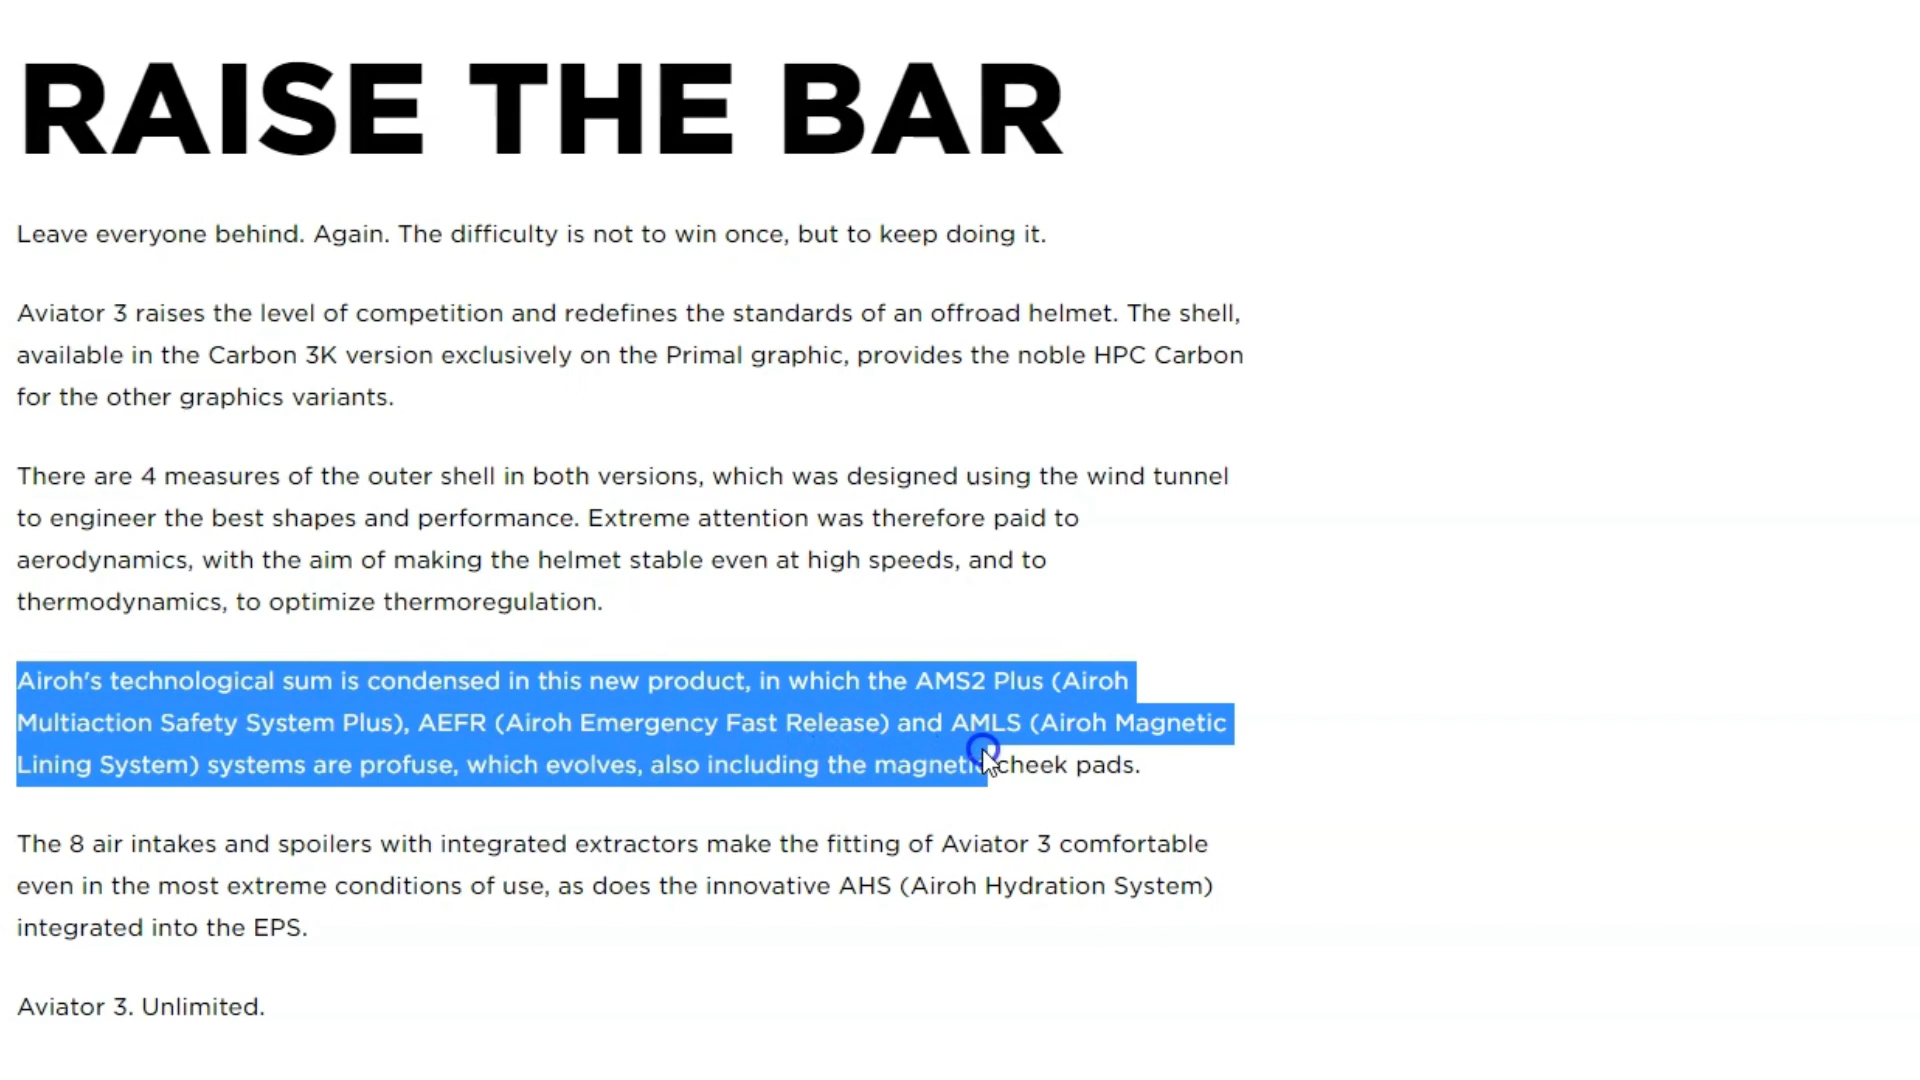 RAISE THE BAR
Leave everyone behind. Again. The difficulty is not to win once, but to keep doing it.
Aviator 3 raises the level of competition and redefines the standards of an offroad helmet. The shell,
available in the Carbon 3K version exclusively on the Primal graphic, provides the noble HPC Carbon
for the other graphics variants.
There are 4 measures of the outer shell in both versions, which was designed using the wind tunnel
to engineer the best shapes and performance. Extreme attention was therefore paid to
aerodynamics, with the aim of making the helmet stable even at high speeds, and to
thermodynamics, to optimize thermoregulation.
Airoh's technological sum is condensed in this new product, in which the AMS2 Plus (Airoh
Multiaction Safety System Plus), AEFR (Airoh Emergency Fast Release) and AMLS (Airoh Magnetic
Lining System) systems are profuse, which evolves, also including the magnetic cheek pads.
The 8 air intakes and spoilers with integrated extractors make the fitting of Aviator 3 comfortable
even in the most extreme conditions of use, as does the innovative AHS (Airoh Hydration System)
integrated into the EPS.
Aviator 3. Unlimited.